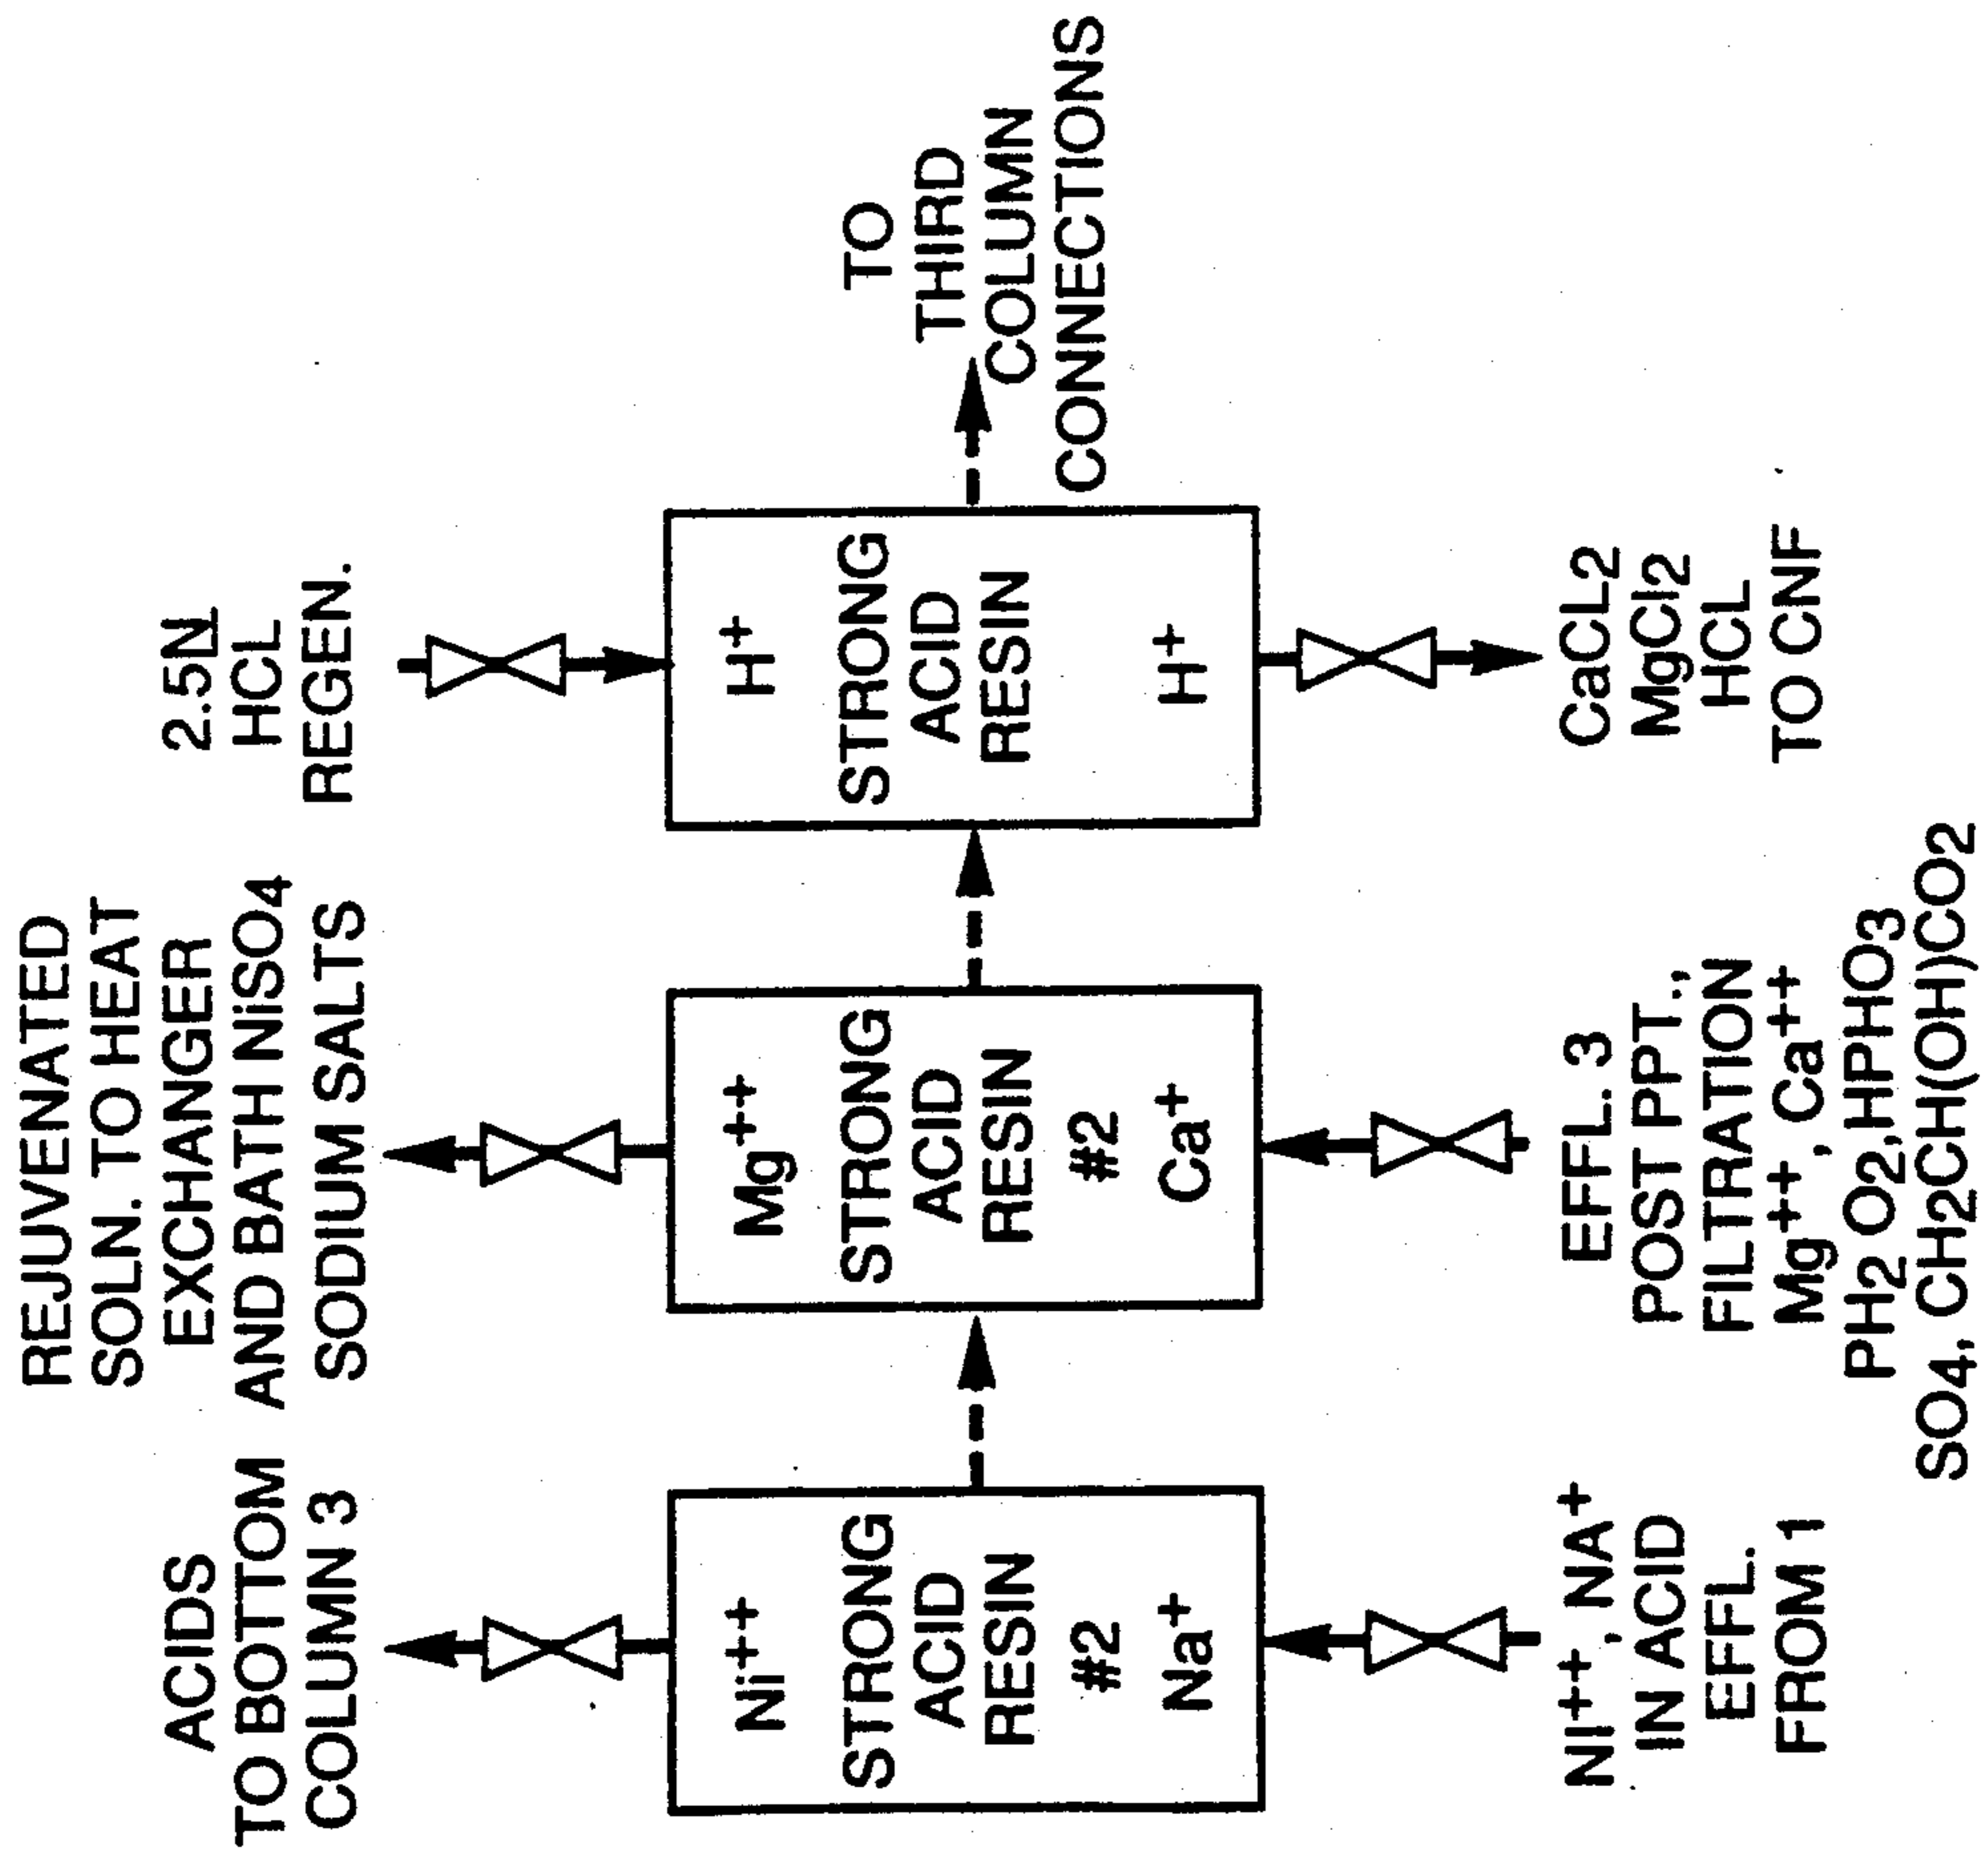 ACIDS
TO BOTTOM
COLUMN 3
Ni++
STRONG
ACID
RESIN
#2
Na+
Ni++, NA+
IN ACID
EFFL.
FROM 1
REJUVENATED
SOLN. TO HEAT
EXCHANGER
AND BATH NiSO4
SODIUM SALTS
Mg++
STRONG
ACID
RESIN
#2
Ca+
EFFL. 3
POST PPT.,
FILTRATION
Mg++, Ca++
PH2 O2,HPHO3
SO4, CH2CH(OH)CO2
2.5N
HCL
REGEN.
H+
STRONG
ACID
RESIN
H+
CaCL2
MgCl2
HCL
TO CNF
TO
THIRD
COLUMN
CONNECTIONS